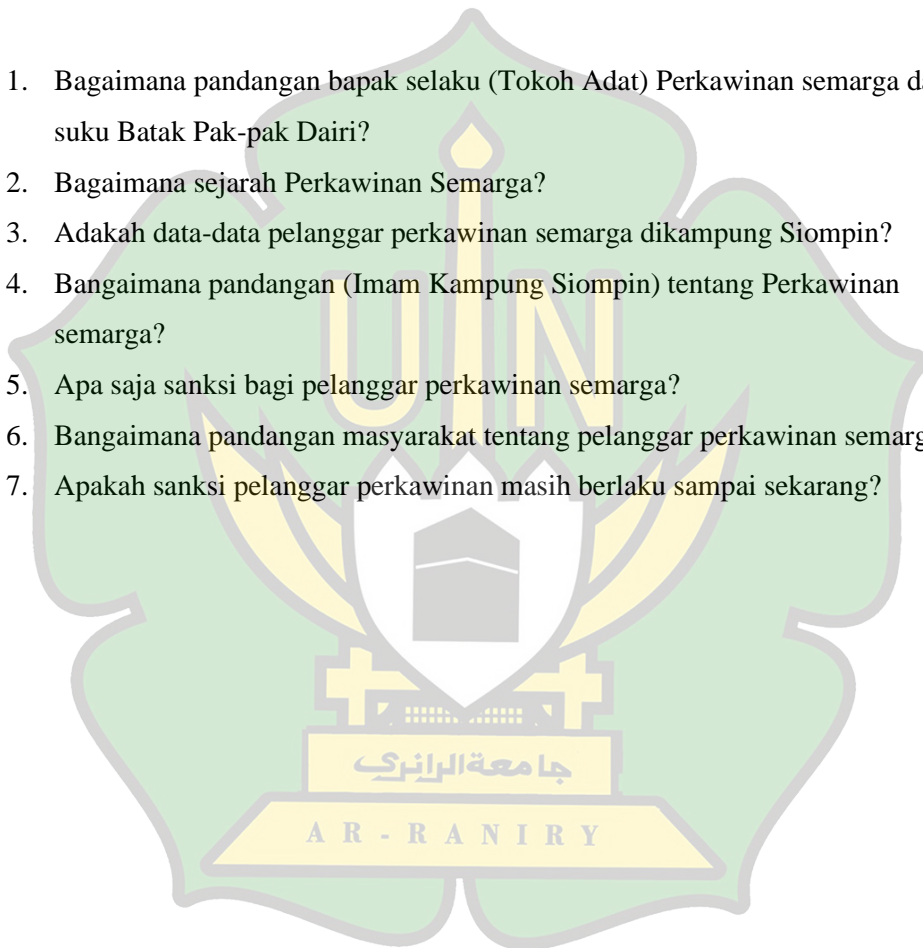 1. Bagaimana pandangan bapak selaku (Tokoh Adat) Perkawinan semarga
suku Batak Pak-pak Dairi?
2. Bagaimana sejarah Perkawinan Semarga?
3. Adakah data-data pelanggar perkawinan semarga dikampung Siompin?
4. Bangaimana pandangan (Imam Kampung Siompin) tentang Perkawinan
semarga?
5. Apa saja sanksi bagi pelanggar perkawinan semarga?
6. Bangaimana pandangan masyarakat tentang pelanggar perkawinan
7. Apakah sanksi pelanggar perkawinan masih berlaku sampai sekarang?
UIN
جامعة الرانري
AR-RANIRY